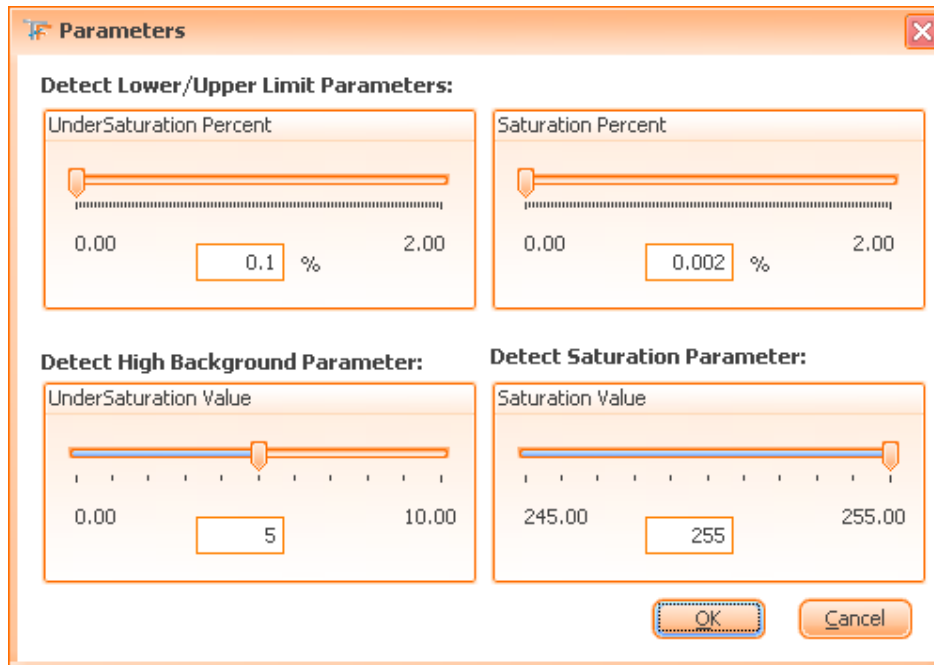 Parameters
Detect Lower/Upper Limit Parameters:
UnderSaturation Percent
0.00 2.00
0.1 %
Saturation Percent
0.00 2.00
0.002 %
Detect High Background Parameter:
UnderSaturation Value
0.00 10.00
5
Detect Saturation Parameter:
Saturation Value
245.00 255.00
255
OK Cancel